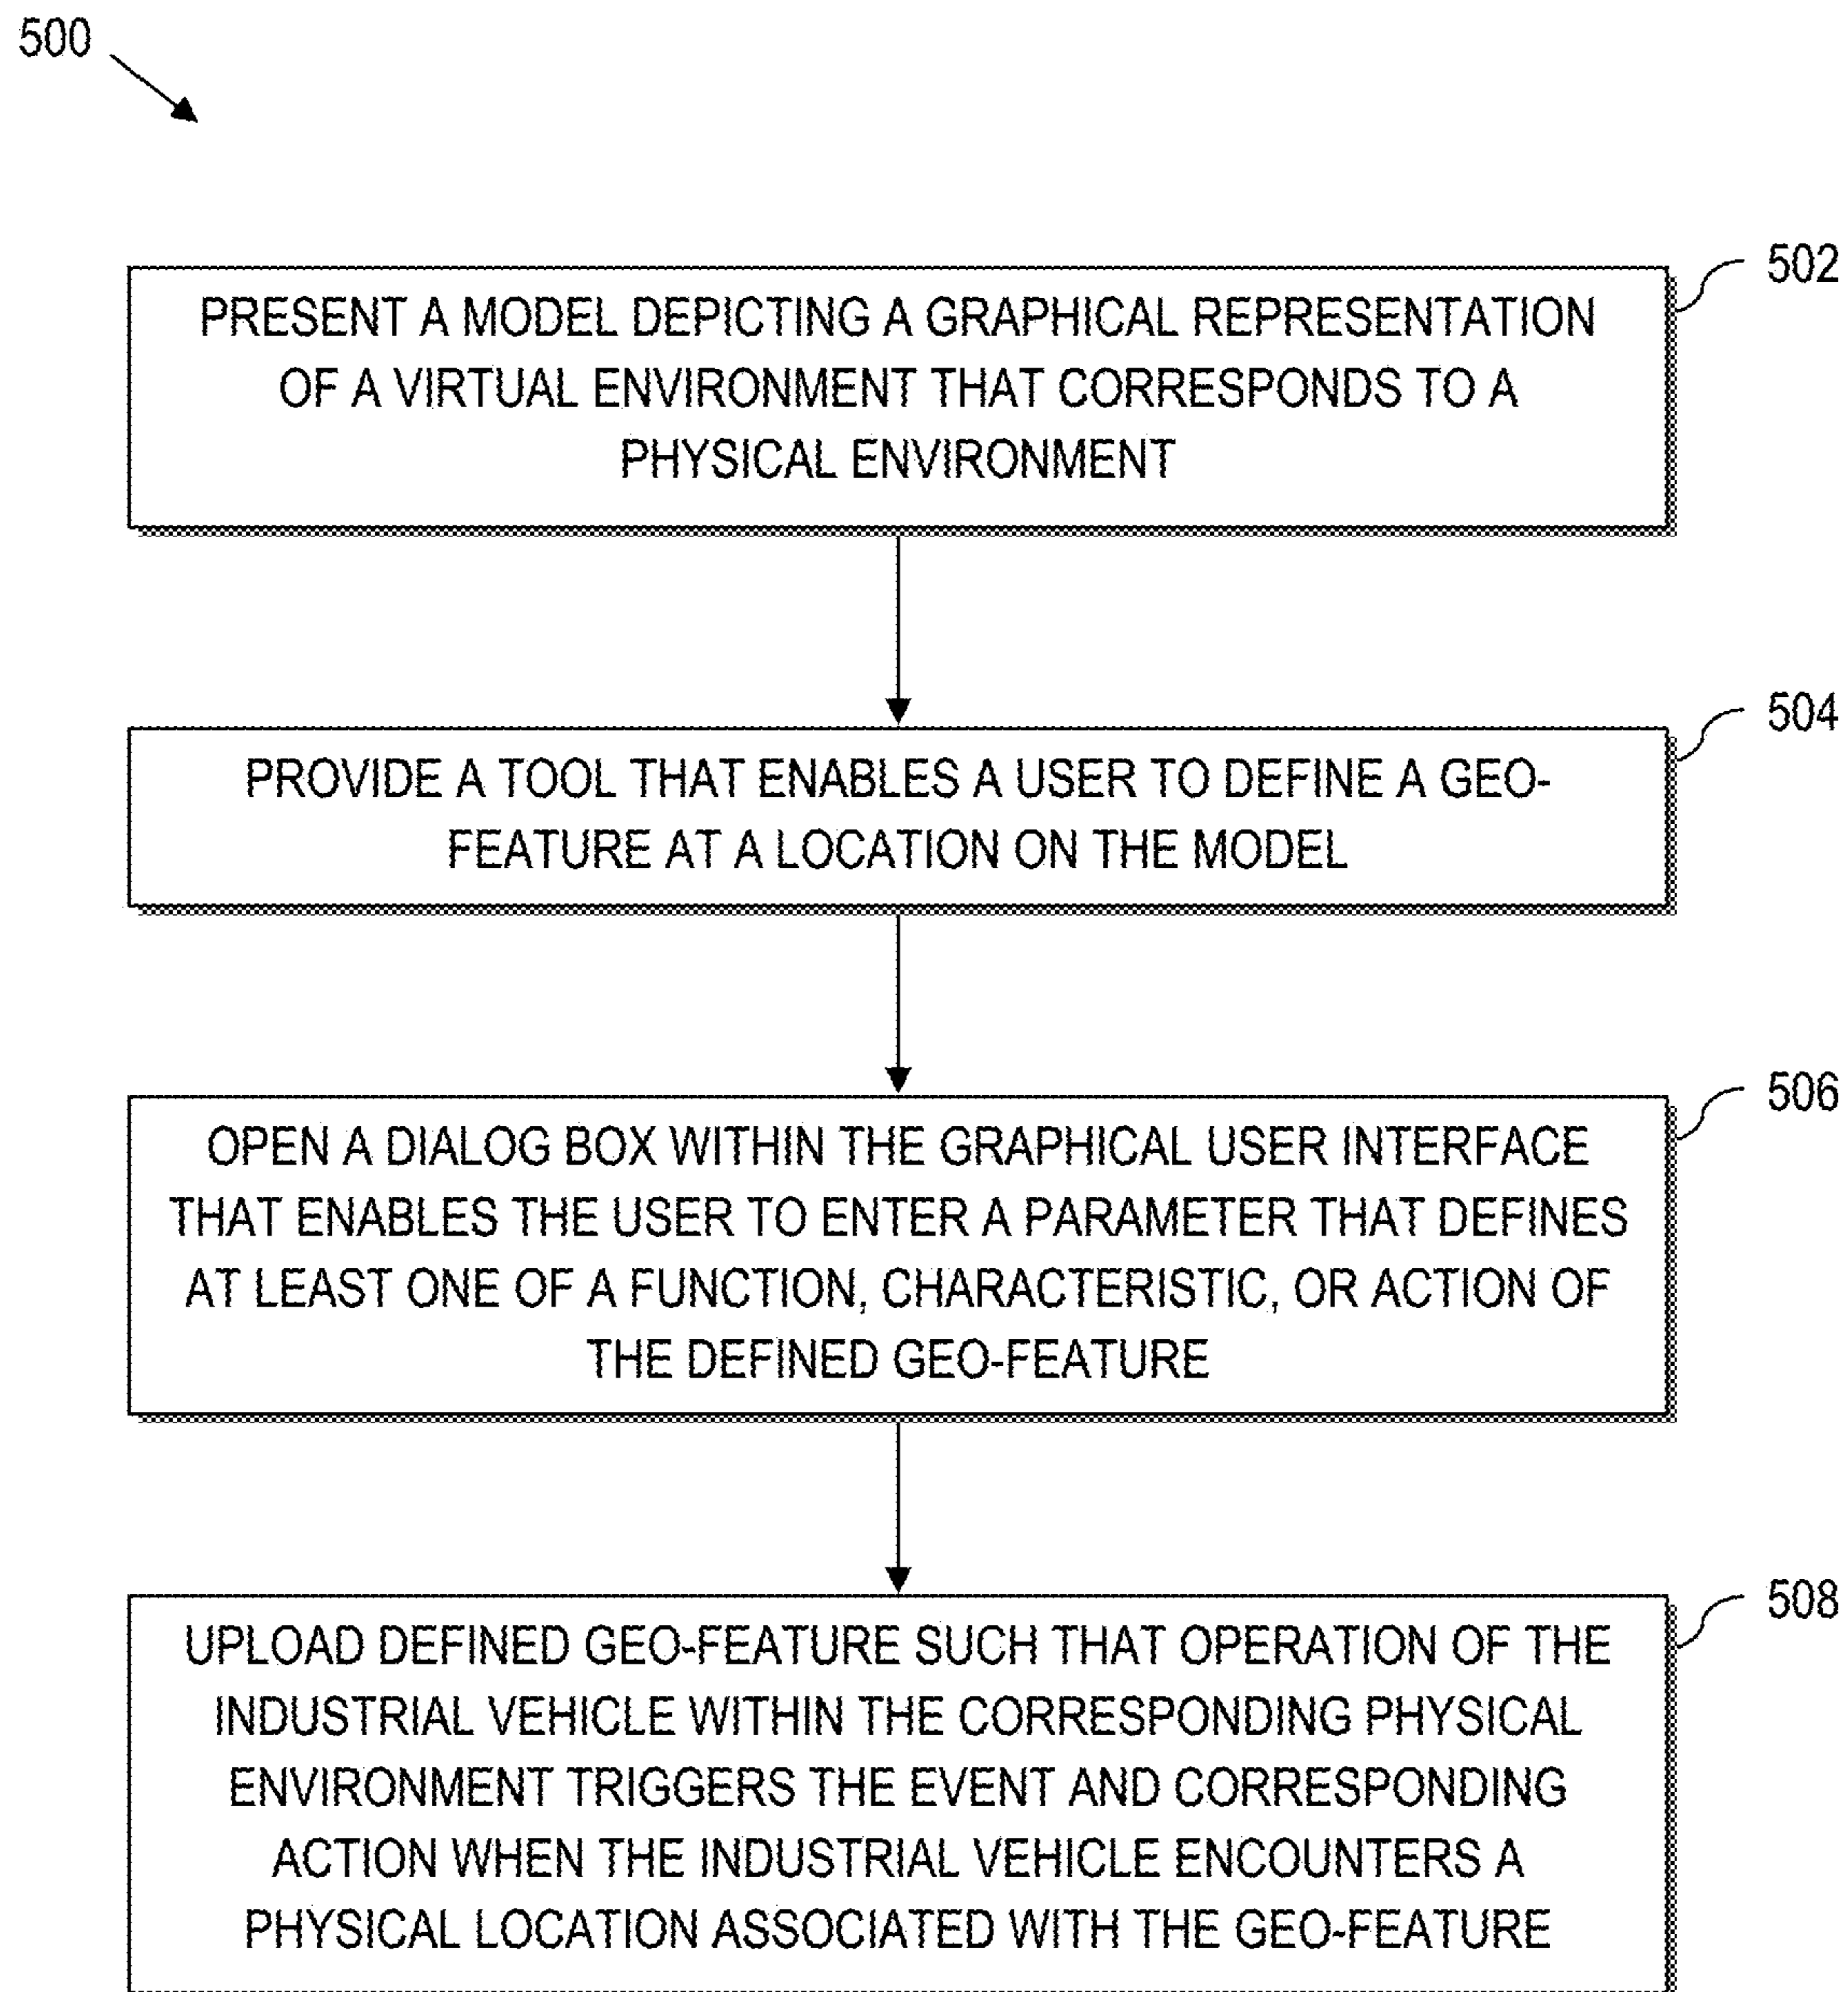 500
502
PRESENT A MODEL DEPICTING A GRAPHICAL REPRESENTATION
OF A VIRTUAL ENVIRONMENT THAT CORRESPONDS TO A
PHYSICAL ENVIRONMENT
504
PROVIDE A TOOL THAT ENABLES A USER TO DEFINE A GEO-
FEATURE AT A LOCATION ON THE MODEL
506
OPEN A DIALOG BOX WITHIN THE GRAPHICAL USER INTERFACE
THAT ENABLES THE USER TO ENTER A PARAMETER THAT DEFINES
AT LEAST ONE OF A FUNCTION, CHARACTERISTIC, OR ACTION OF
THE DEFINED GEO-FEATURE
508
UPLOAD DEFINED GEO-FEATURE SUCH THAT OPERATION OF THE
INDUSTRIAL VEHICLE WITHIN THE CORRESPONDING PHYSICAL
ENVIRONMENT TRIGGERS THE EVENT AND CORRESPONDING
ACTION WHEN THE INDUSTRIAL VEHICLE ENCOUNTERS A
PHYSICAL LOCATION ASSOCIATED WITH THE GEO-FEATURE